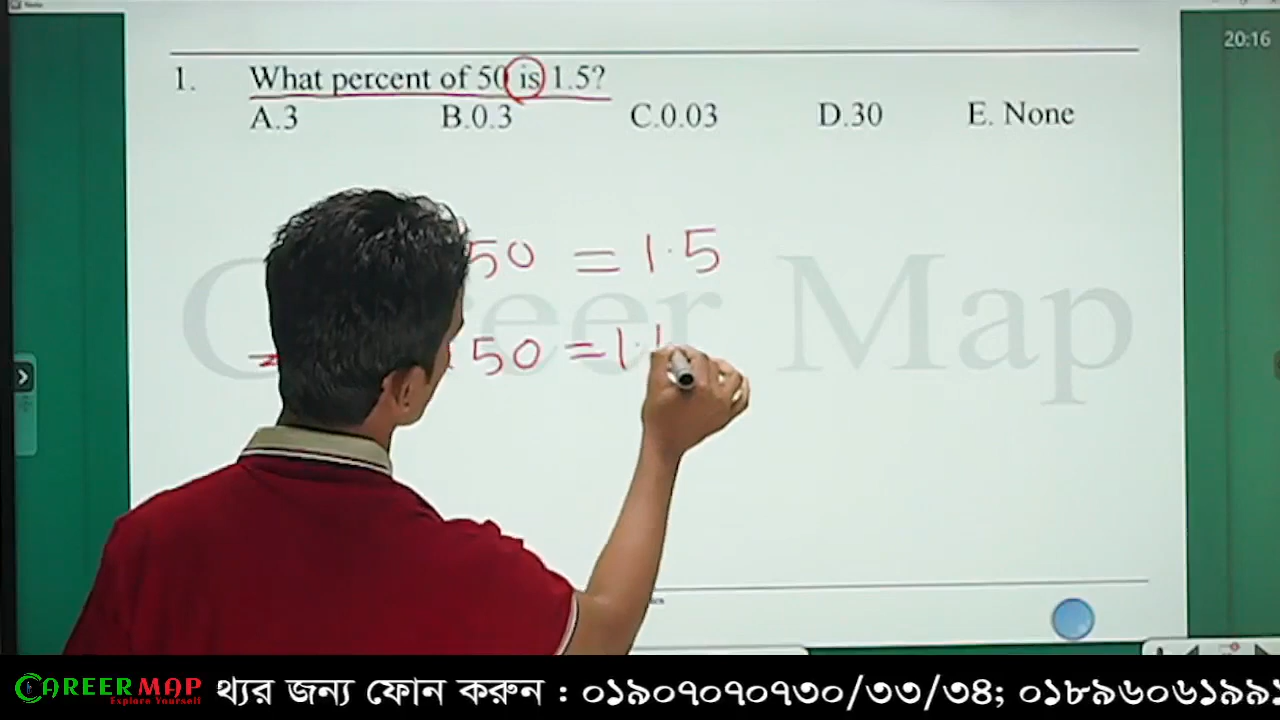 20:16
1. What percent of 50 is 1.5?
A.3 B.0.3 C.0.03 D.30 E. None
Career Map
50 = 1.5
50 = 1.
CAREER MAP
Explore Yourself
থ্যর জন্য ফোন করুন : ০১৯০৭০৭০৭৩০/৩৩/৩৪; ০১৮৯৬০৬১৯৯১